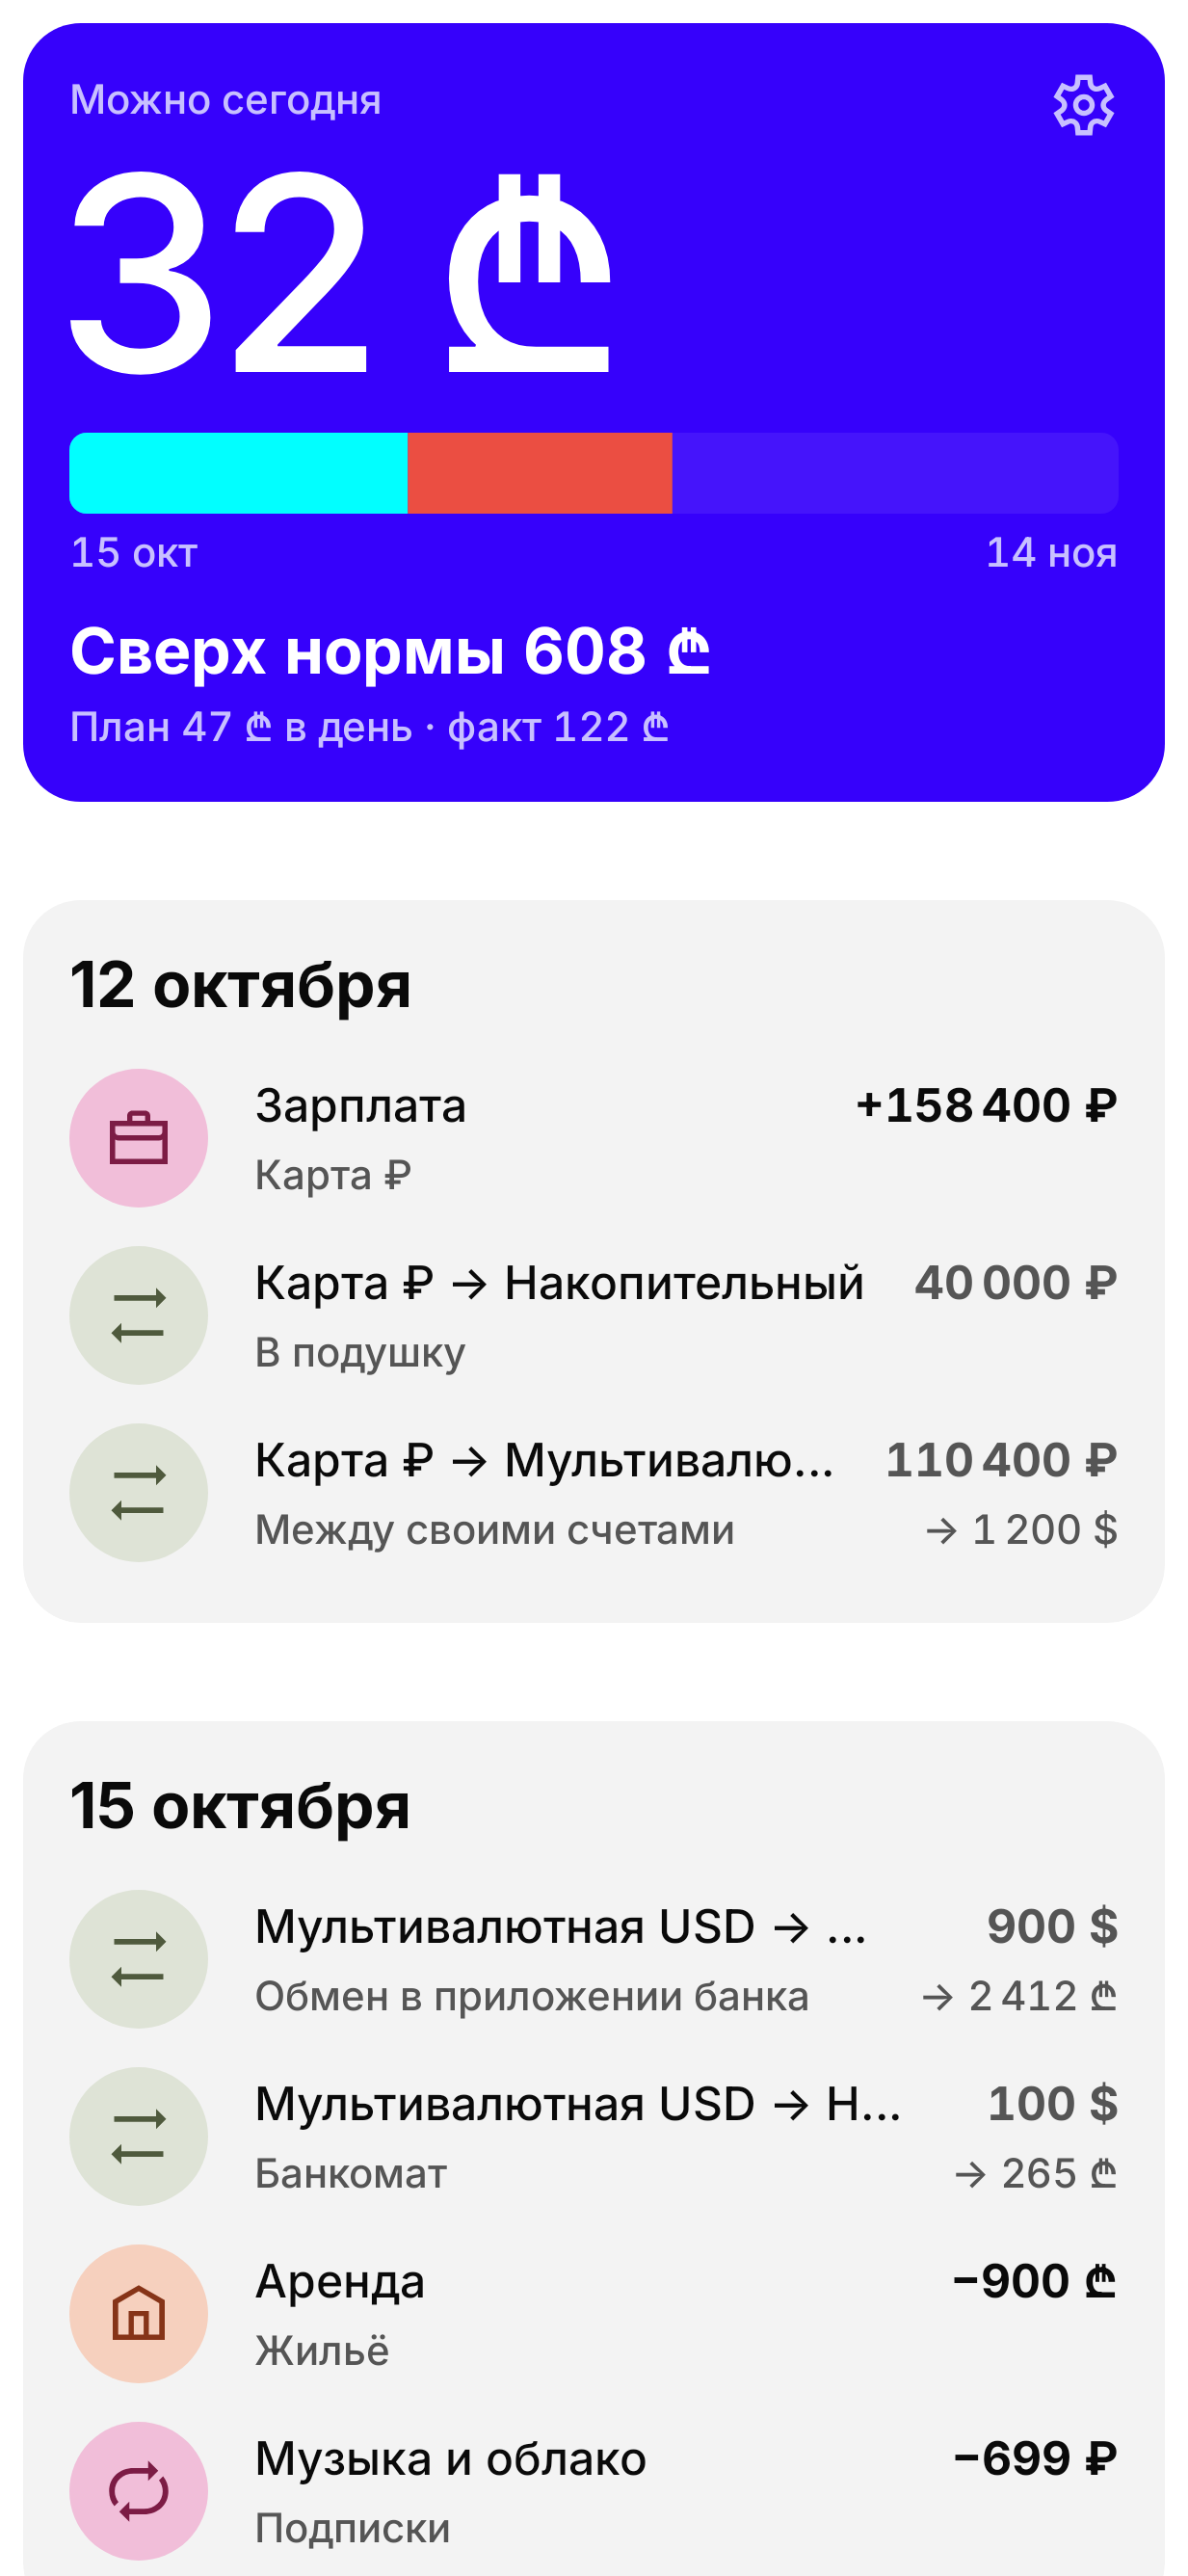 Можно сегодня
32 ₾
15 окт 14 ноя
Сверх нормы 608 ₾
План 47 ₾ в день · факт 122 ₾
12 октября
Зарплата +158 400 ₽
Карта ₽
Карта ₽ → Накопительный 40 000 ₽
В подушку
Карта ₽ → Мультивалю... 110 400 ₽
Между своими счетами → 1 200 $
15 октября
Мультивалютная USD → ... 900 $
Обмен в приложении банка → 2 412 ₾
Мультивалютная USD → Н... 100 $
Банкомат → 265 ₾
Аренда −900 ₾
Жильё
Музыка и облако −699 ₽
Подписки